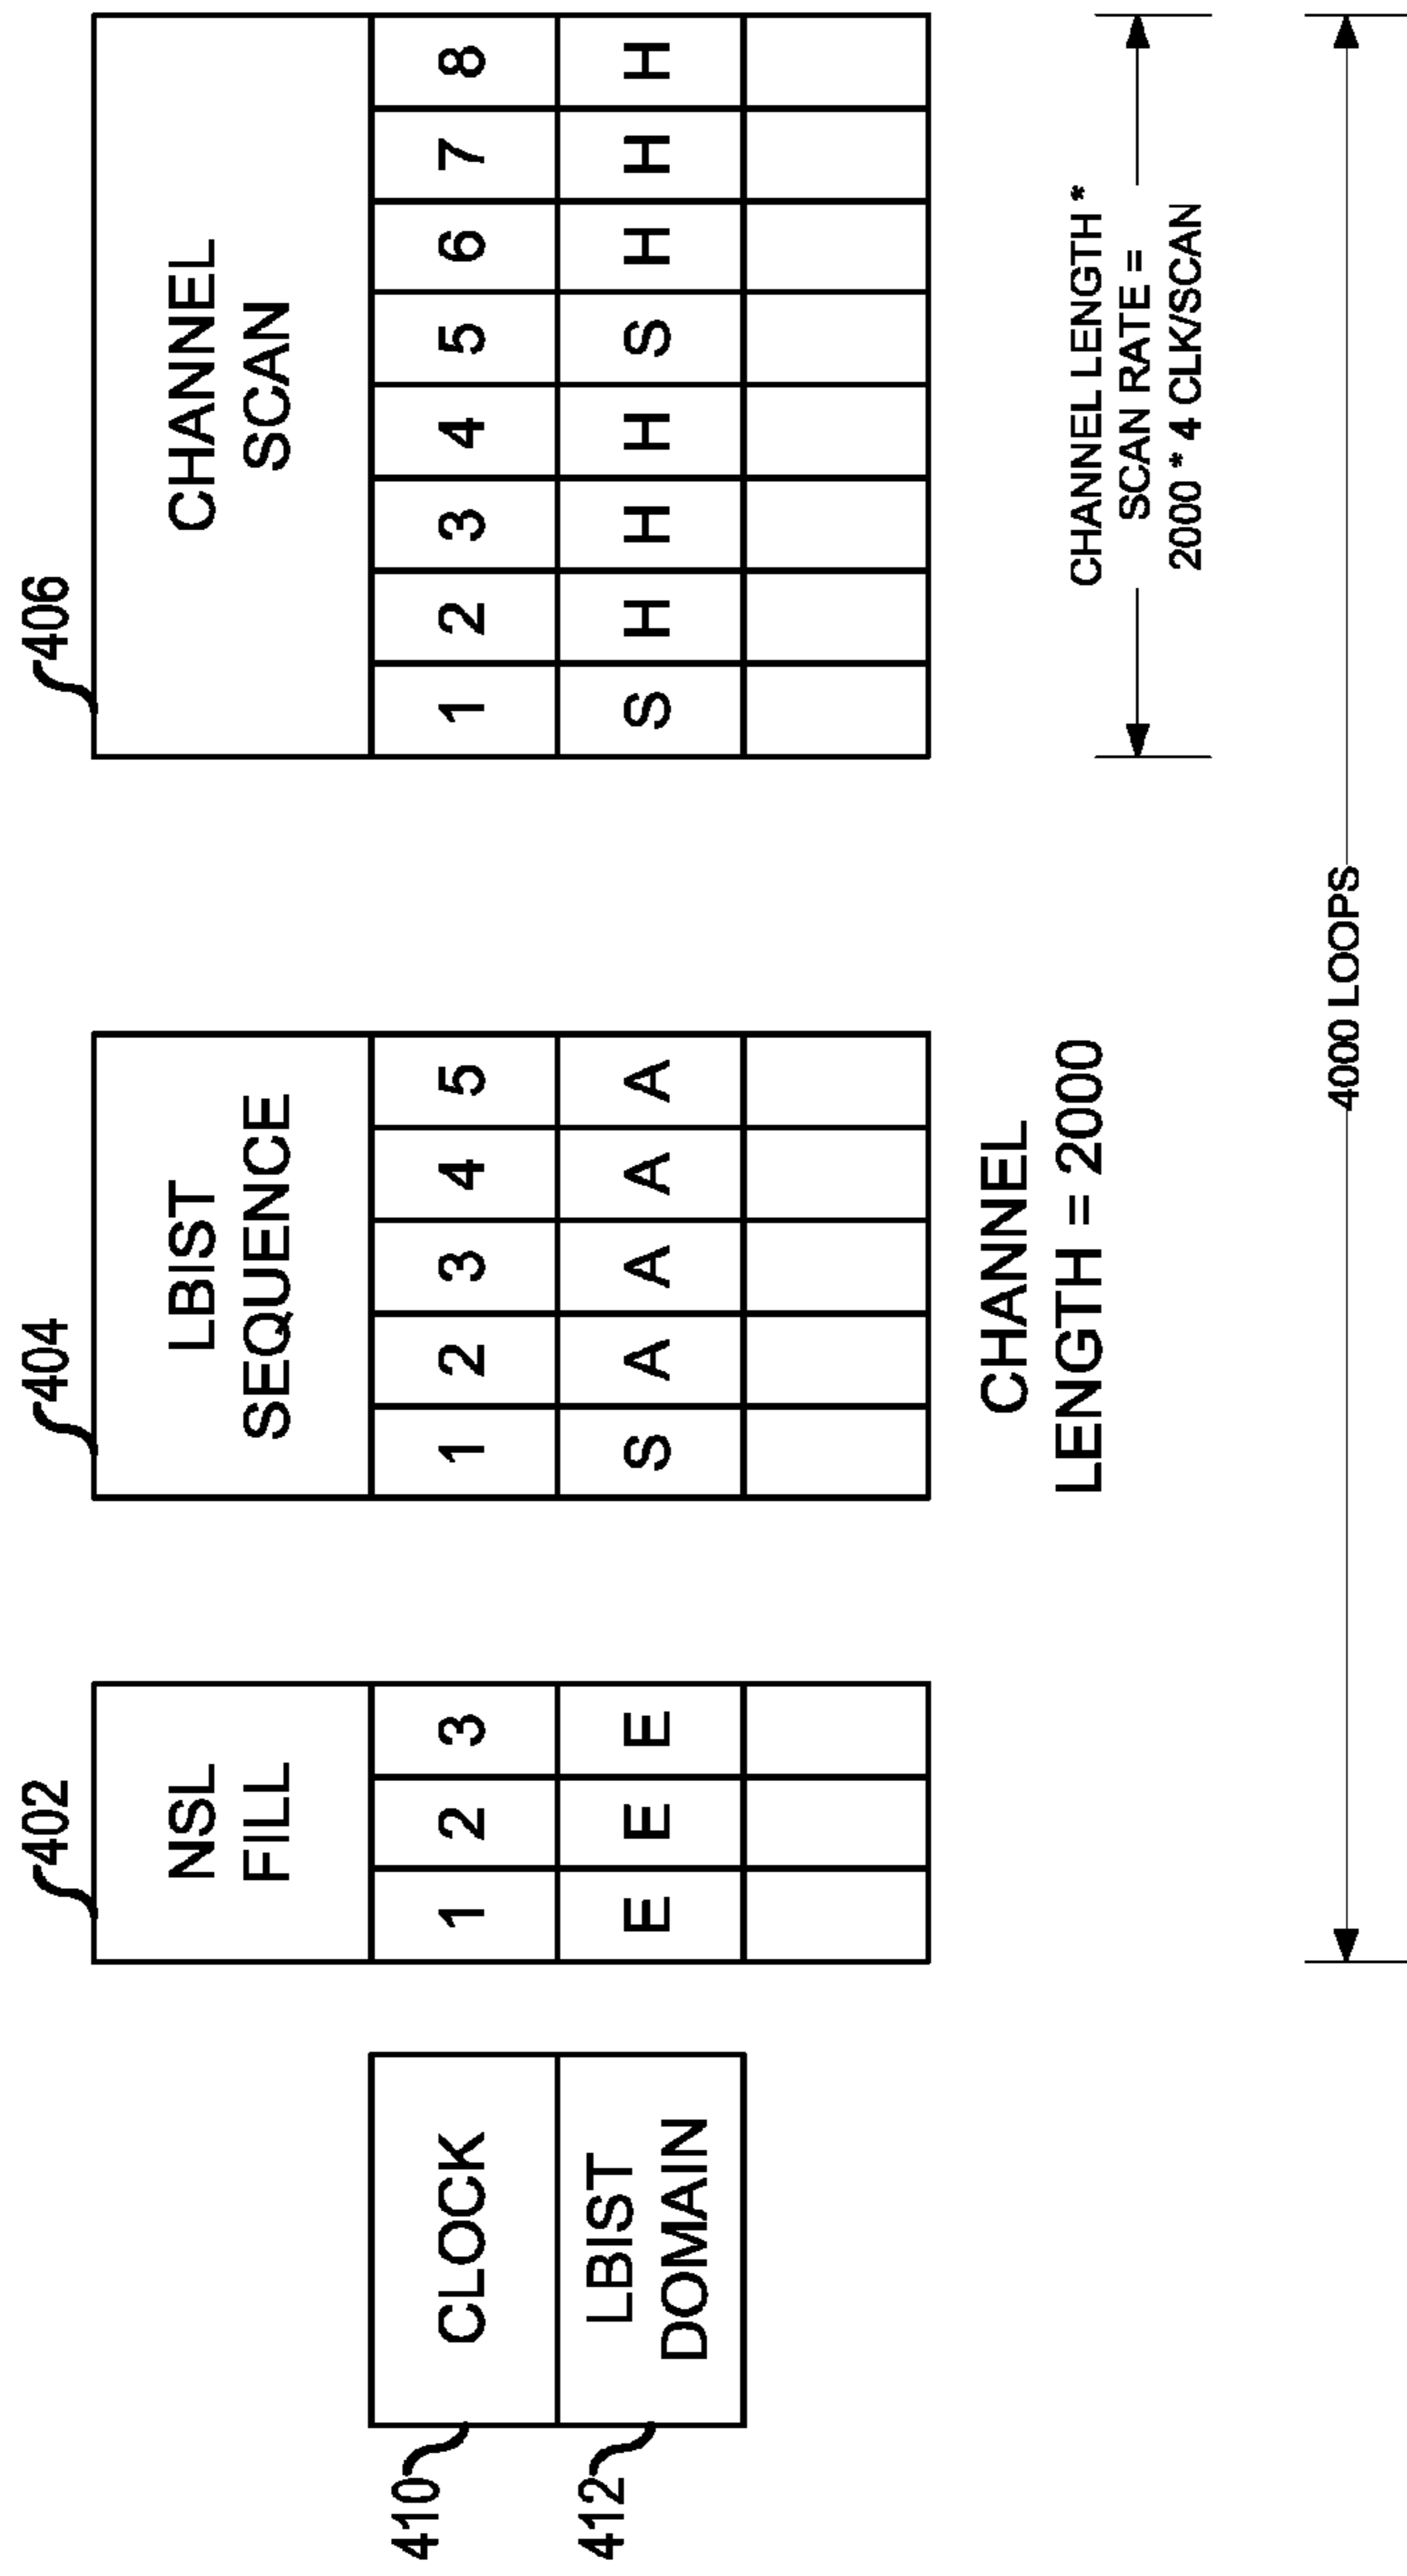 402
404
406
NSL
FILL
LBIST
SEQUENCE
CHANNEL
SCAN
410
CLOCK
1 2 3
1 2 3 4 5
1 2 3 4 5 6 7 8
412
LBIST
DOMAIN
E E E
S A A A A
S H H H S H H H
CHANNEL
LENGTH = 2000
CHANNEL LENGTH *
SCAN RATE =
2000 * 4 CLK/SCAN
4000 LOOPS